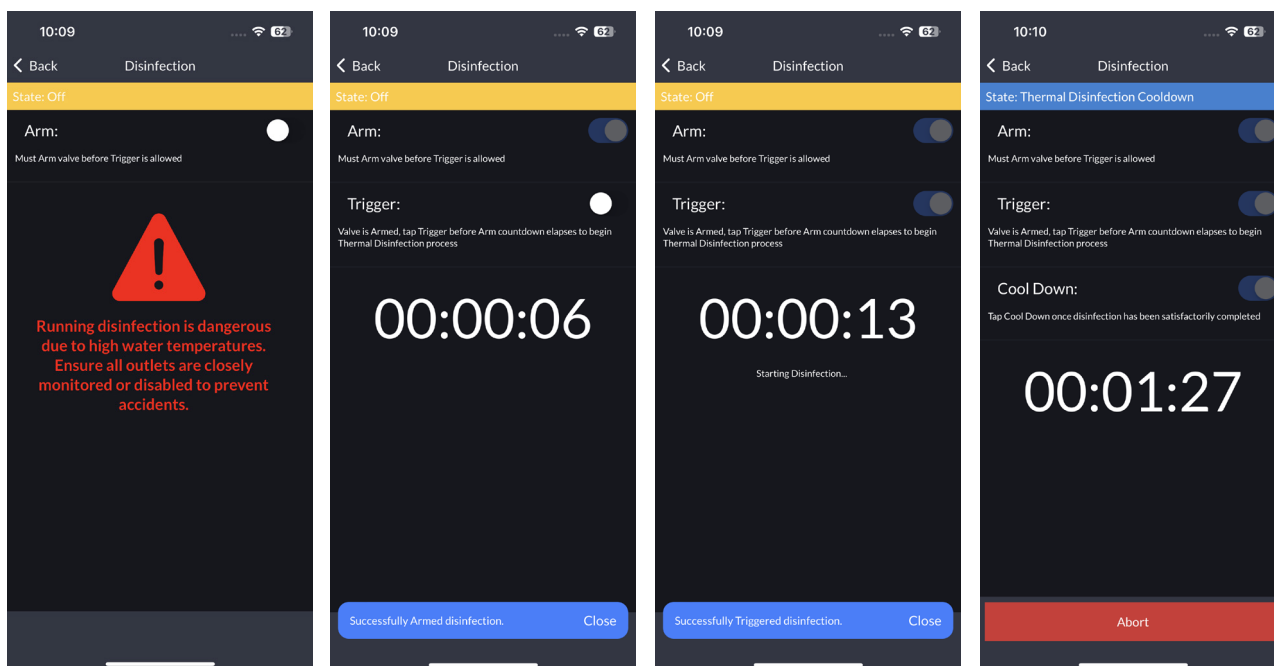 10:09
62
Back
Disinfection
State: Off
Arm:
Must Arm valve before Trigger is allowed
Running disinfection is dangerous
due to high water temperatures.
Ensure all outlets are closely
monitored or disabled to prevent
accidents.
10:09
62
Back
Disinfection
State: Off
Arm:
Must Arm valve before Trigger is allowed
Trigger:
Valve is Armed, tap Trigger before Arm countdown elapses to begin
Thermal Disinfection process
00:00:06
Successfully Armed disinfection.
Close
10:09
62
Back
Disinfection
State: Off
Arm:
Must Arm valve before Trigger is allowed
Trigger:
Valve is Armed, tap Trigger before Arm countdown elapses to begin
Thermal Disinfection process
00:00:13
Starting Disinfection...
Successfully Triggered disinfection.
Close
10:10
62
Back
Disinfection
State: Thermal Disinfection Cooldown
Arm:
Must Arm valve before Trigger is allowed
Trigger:
Valve is Armed, tap Trigger before Arm countdown elapses to begin
Thermal Disinfection process
Cool Down:
Tap Cool Down once disinfection has been satisfactorily completed
00:01:27
Abort